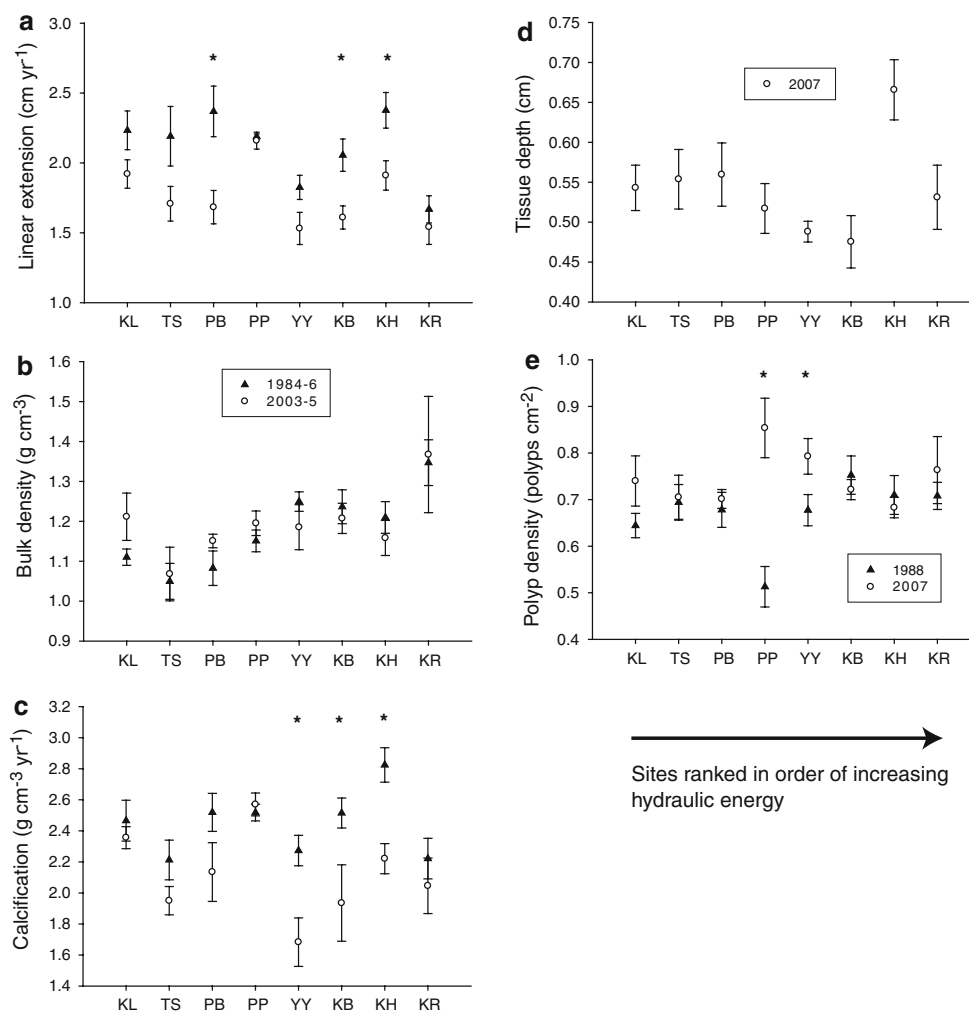 a
Linear extension (cm yr-1)
3.0
2.5
2.0
1.5
1.0
* * *
KL TS PB PP YY KB KH KR
b
Bulk density (g cm-3)
1.6
1.5
1.4
1.3
1.2
1.1
1.0
0.9
1984-6
2003-5
KL TS PB PP YY KB KH KR
c
Calcification (g cm-3 yr-1)
3.2
3.0
2.8
2.6
2.4
2.2
2.0
1.8
1.6
1.4
* * *
KL TS PB PP YY KB KH KR
d
Tissue depth (cm)
0.75
0.70
0.65
0.60
0.55
0.50
0.45
0.40
2007
KL TS PB PP YY KB KH KR
e
Polyp density (polyps cm-2)
1.0
0.9
0.8
0.7
0.6
0.5
0.4
* *
1988
2007
KL TS PB PP YY KB KH KR
Sites ranked in order of increasing
hydraulic energy